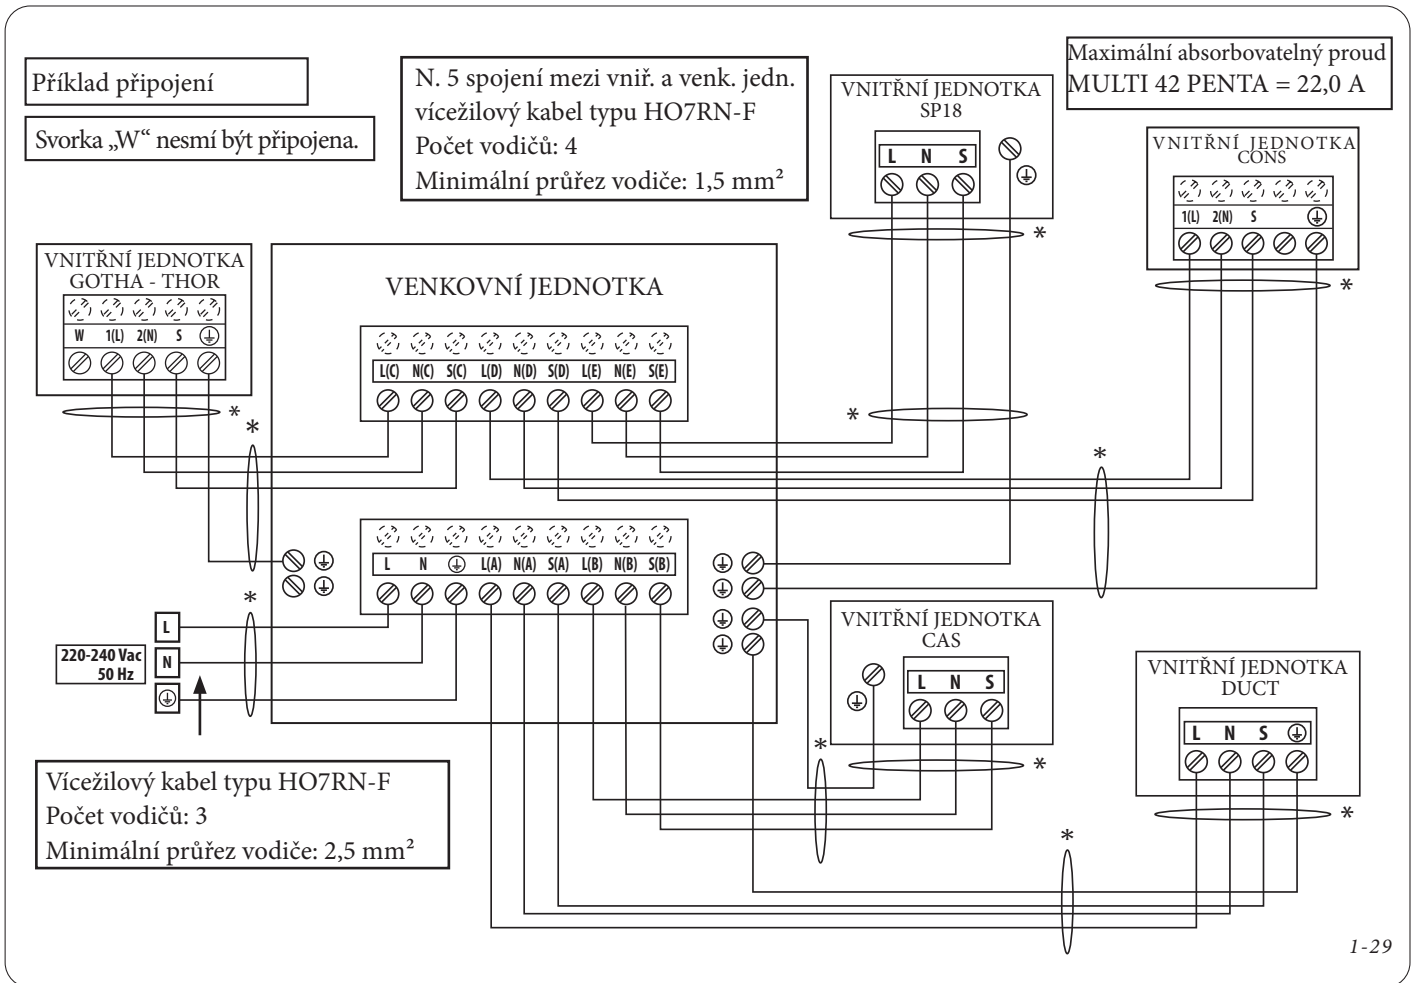 Příklad připojení
Svorka „W“ nesmí být připojena.
N. 5 spojení mezi vniř. a venk. jedn.
vícežilový kabel typu HO7RN-F
Počet vodičů: 4
Minimální průřez vodiče: 1,5 mm²
VNITŘNÍ JEDNOTKA
SP18
L N S
*
Maximální absorbovatelný proud
MULTI 42 PENTA = 22,0 A
VNITŘNÍ JEDNOTKA
CONS
1(L) 2(N) S
*
VNITŘNÍ JEDNOTKA
GOTHA - THOR
W 1(L) 2(N) S
*
*
VENKOVNÍ JEDNOTKA
L(C) N(C) S(C) L(D) N(D) S(D) L(E) N(E) S(E)
*
*
L N L(A) N(A) S(A) L(B) N(B) S(B)
*
L
N
220-240 Vac
50 Hz
VNITŘNÍ JEDNOTKA
CAS
L N S
*
*
VNITŘNÍ JEDNOTKA
DUCT
L N S
*
*
Vícežilový kabel typu HO7RN-F
Počet vodičů: 3
Minimální průřez vodiče: 2,5 mm²
1-29